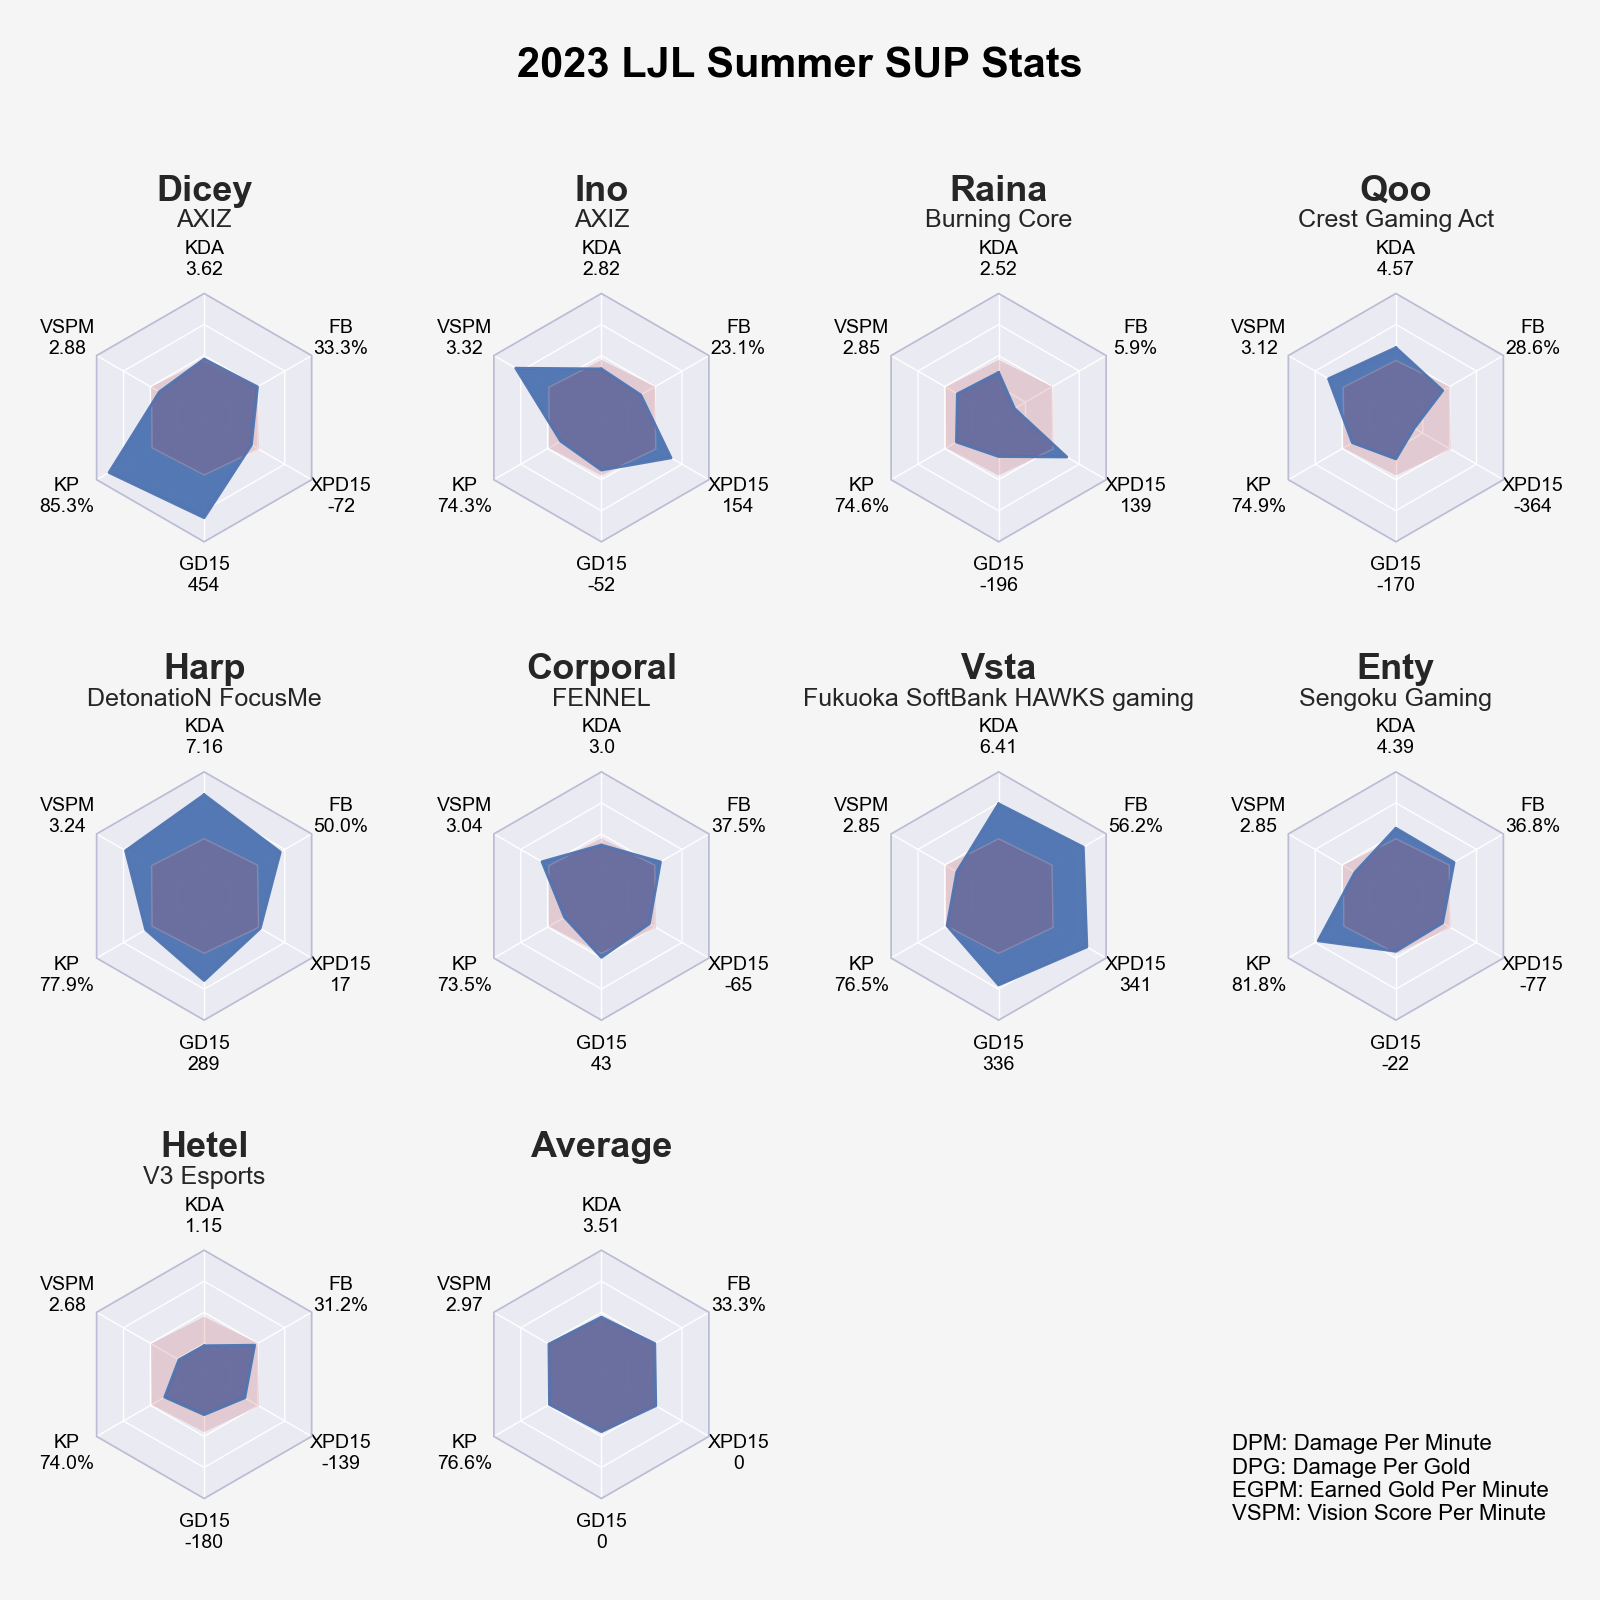 2023 LJL Summer SUP Stats
Dicey
AXIZ
KDA
3.62
VSPM
2.88
FB
33.3%
KP
85.3%
XPD15
-72
GD15
454
Ino
AXIZ
KDA
2.82
VSPM
3.32
FB
23.1%
KP
74.3%
XPD15
154
GD15
-52
Raina
Burning Core
KDA
2.52
VSPM
2.85
FB
5.9%
KP
74.6%
XPD15
139
GD15
-196
Qoo
Crest Gaming Act
KDA
4.57
VSPM
3.12
FB
28.6%
KP
74.9%
XPD15
-364
GD15
-170
Harp
DetonatioN FocusMe
KDA
7.16
VSPM
3.24
FB
50.0%
KP
77.9%
XPD15
17
GD15
289
Corporal
FENNEL
KDA
3.0
VSPM
3.04
FB
37.5%
KP
73.5%
XPD15
-65
GD15
43
Vsta
Fukuoka SoftBank HAWKS gaming
KDA
6.41
VSPM
2.85
FB
56.2%
KP
76.5%
XPD15
341
GD15
336
Enty
Sengoku Gaming
KDA
4.39
VSPM
2.85
FB
36.8%
KP
81.8%
XPD15
-77
GD15
-22
Hetel
V3 Esports
KDA
1.15
VSPM
2.68
FB
31.2%
KP
74.0%
XPD15
-139
GD15
-180
Average
KDA
3.51
VSPM
2.97
FB
33.3%
KP
76.6%
XPD15
0
GD15
0
DPM: Damage Per Minute
DPG: Damage Per Gold
EGPM: Earned Gold Per Minute
VSPM: Vision Score Per Minute